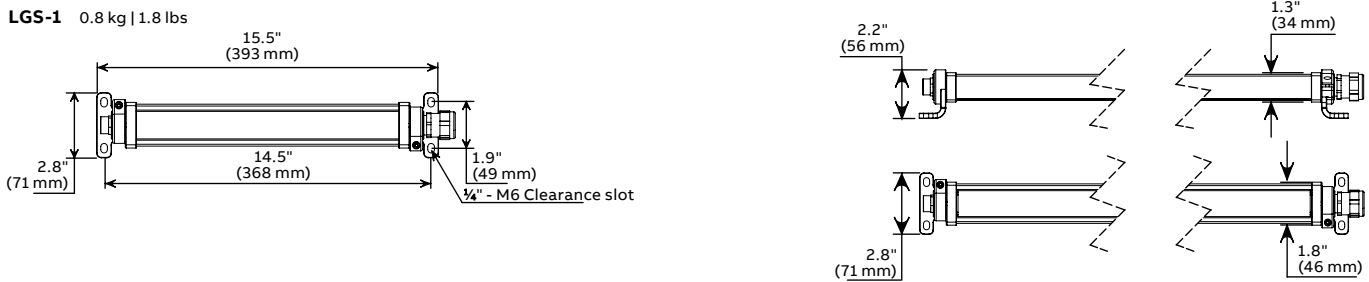 LGS-1 0.8 kg | 1.8 lbs
15.5"
(393 mm)
2.8"
(71 mm)
14.5"
(368 mm)
1.9"
(49 mm)
¼" - M6 Clearance slot
2.2"
(56 mm)
1.3"
(34 mm)
2.8"
(71 mm)
1.8"
(46 mm)